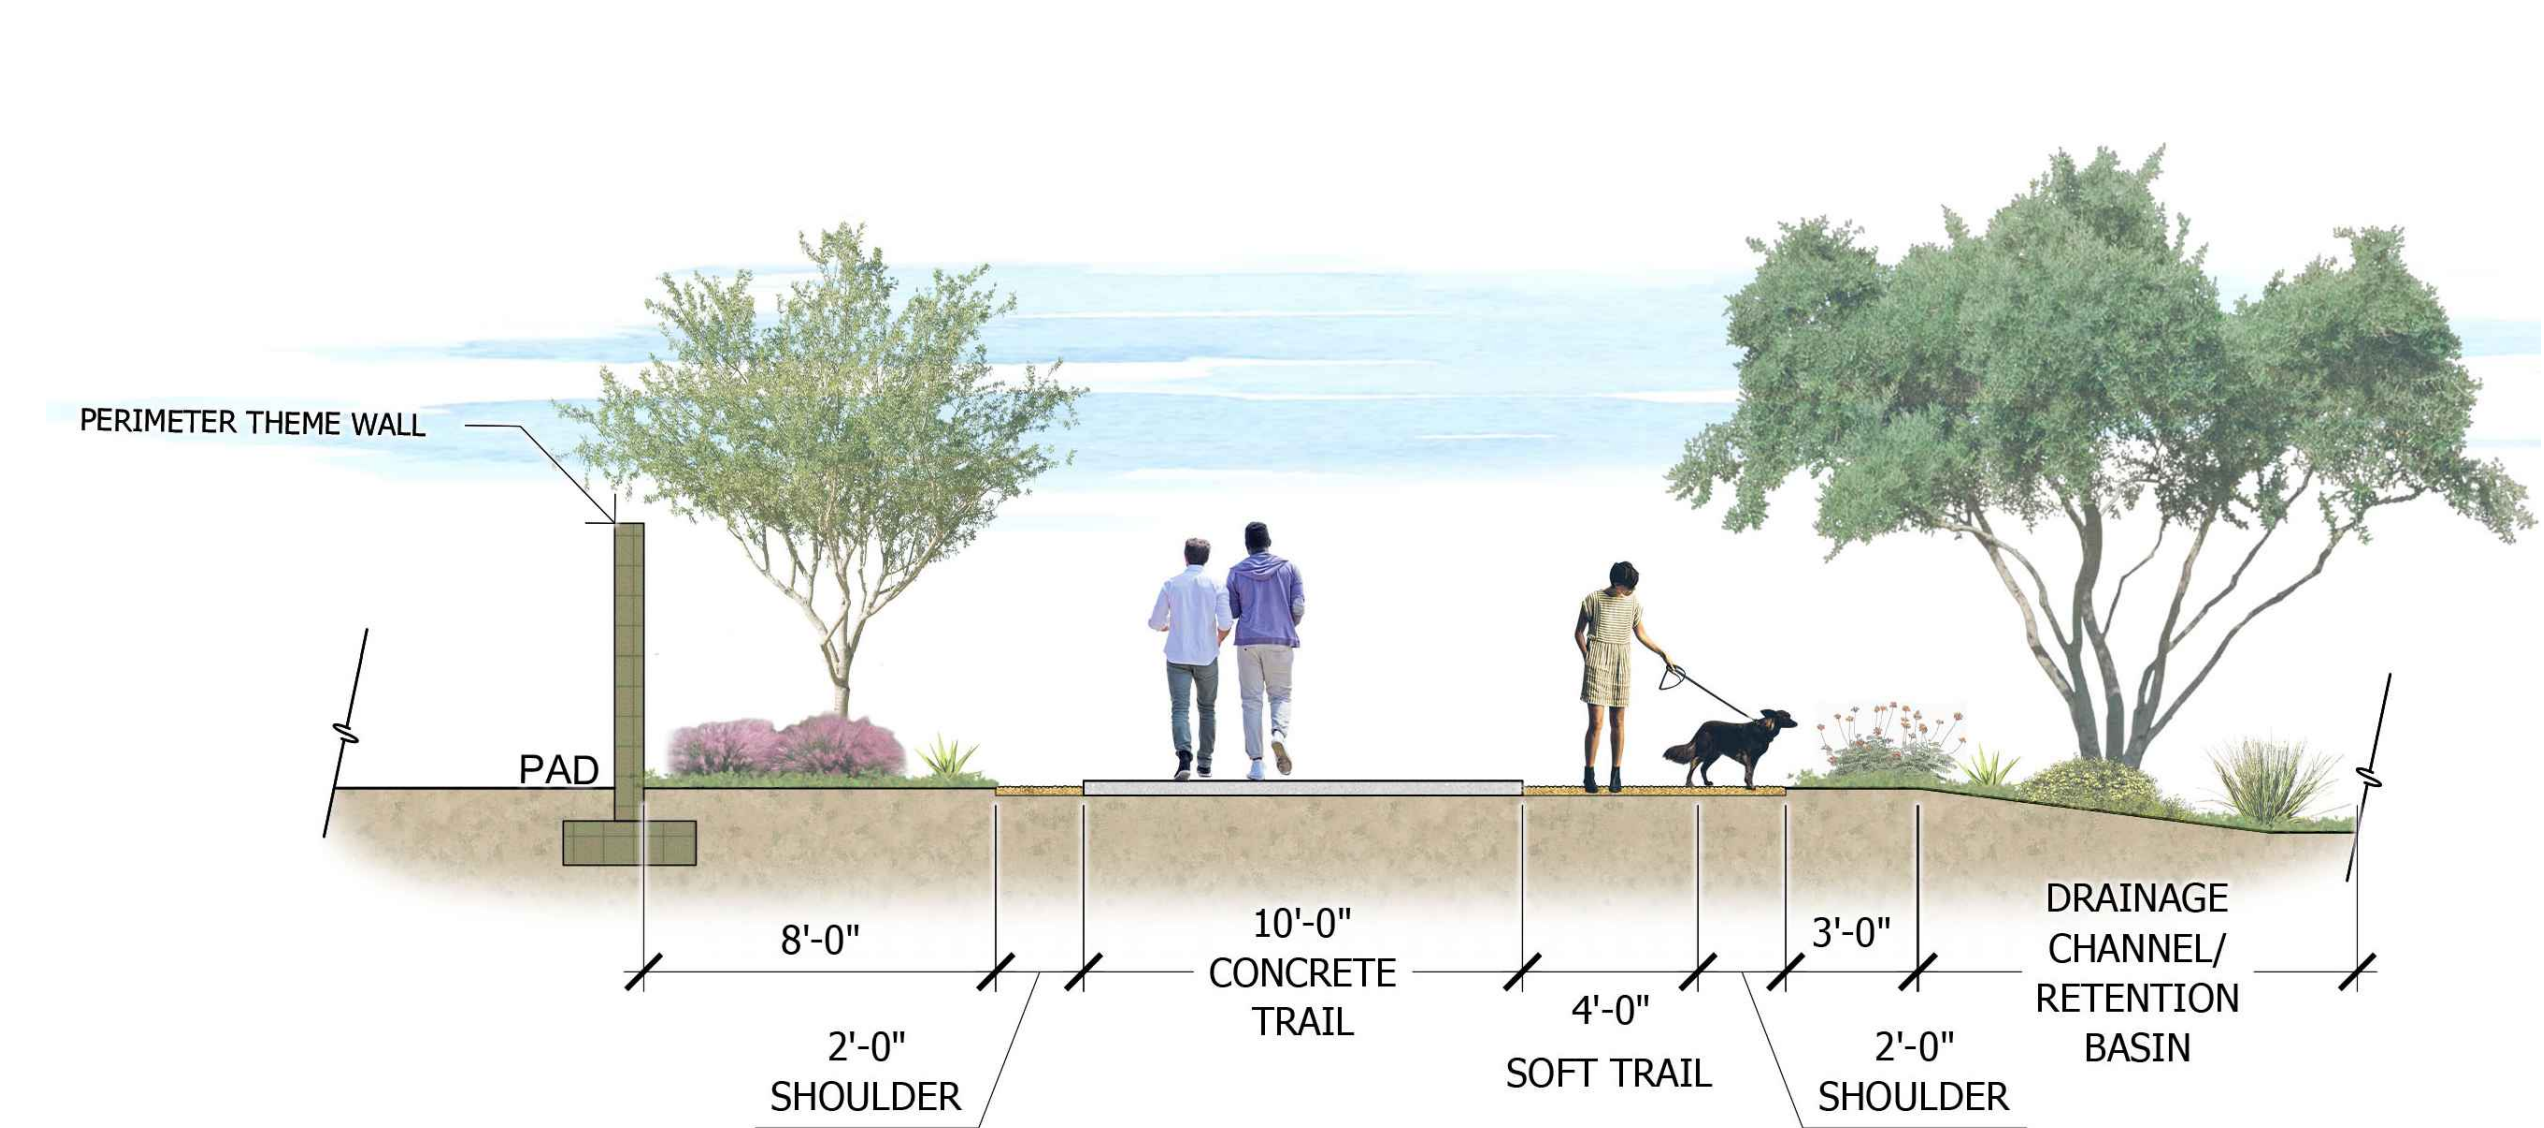 PERIMETER THEME WALL
PAD
8'-0"
2'-0"
SHOULDER
10'-0"
CONCRETE
TRAIL
4'-0"
SOFT TRAIL
2'-0"
SHOULDER
3'-0"
DRAINAGE
CHANNEL/
RETENTION
BASIN